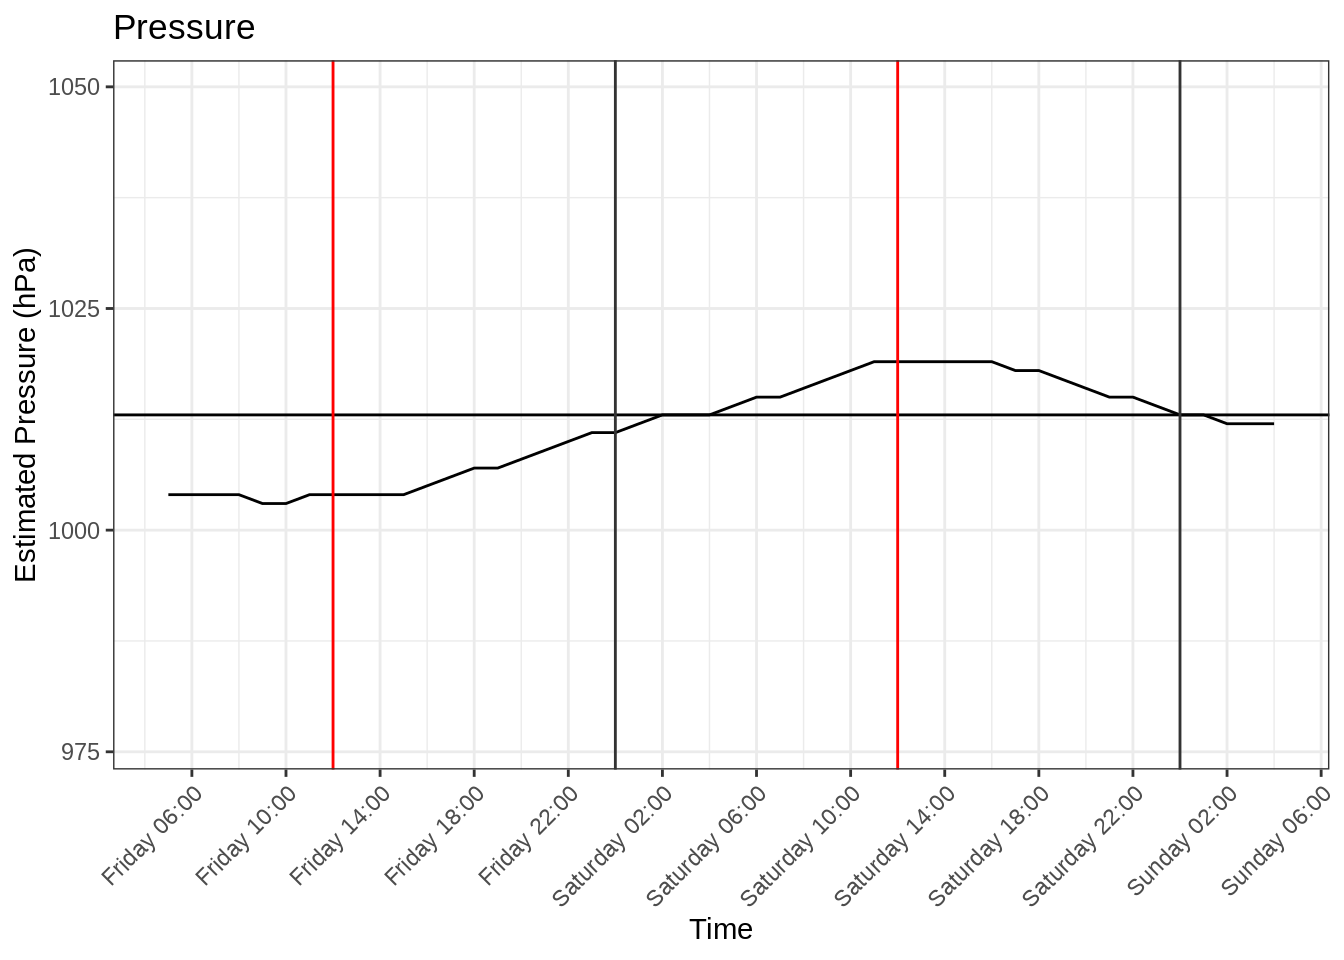 Pressure
Estimated Pressure (hPa)
1050
1025
1000
975
Friday 06:00
Friday 10:00
Friday 14:00
Friday 18:00
Friday 22:00
Saturday 02:00
Saturday 06:00
Saturday 10:00
Saturday 14:00
Saturday 18:00
Saturday 22:00
Sunday 02:00
Sunday 06:00
Time